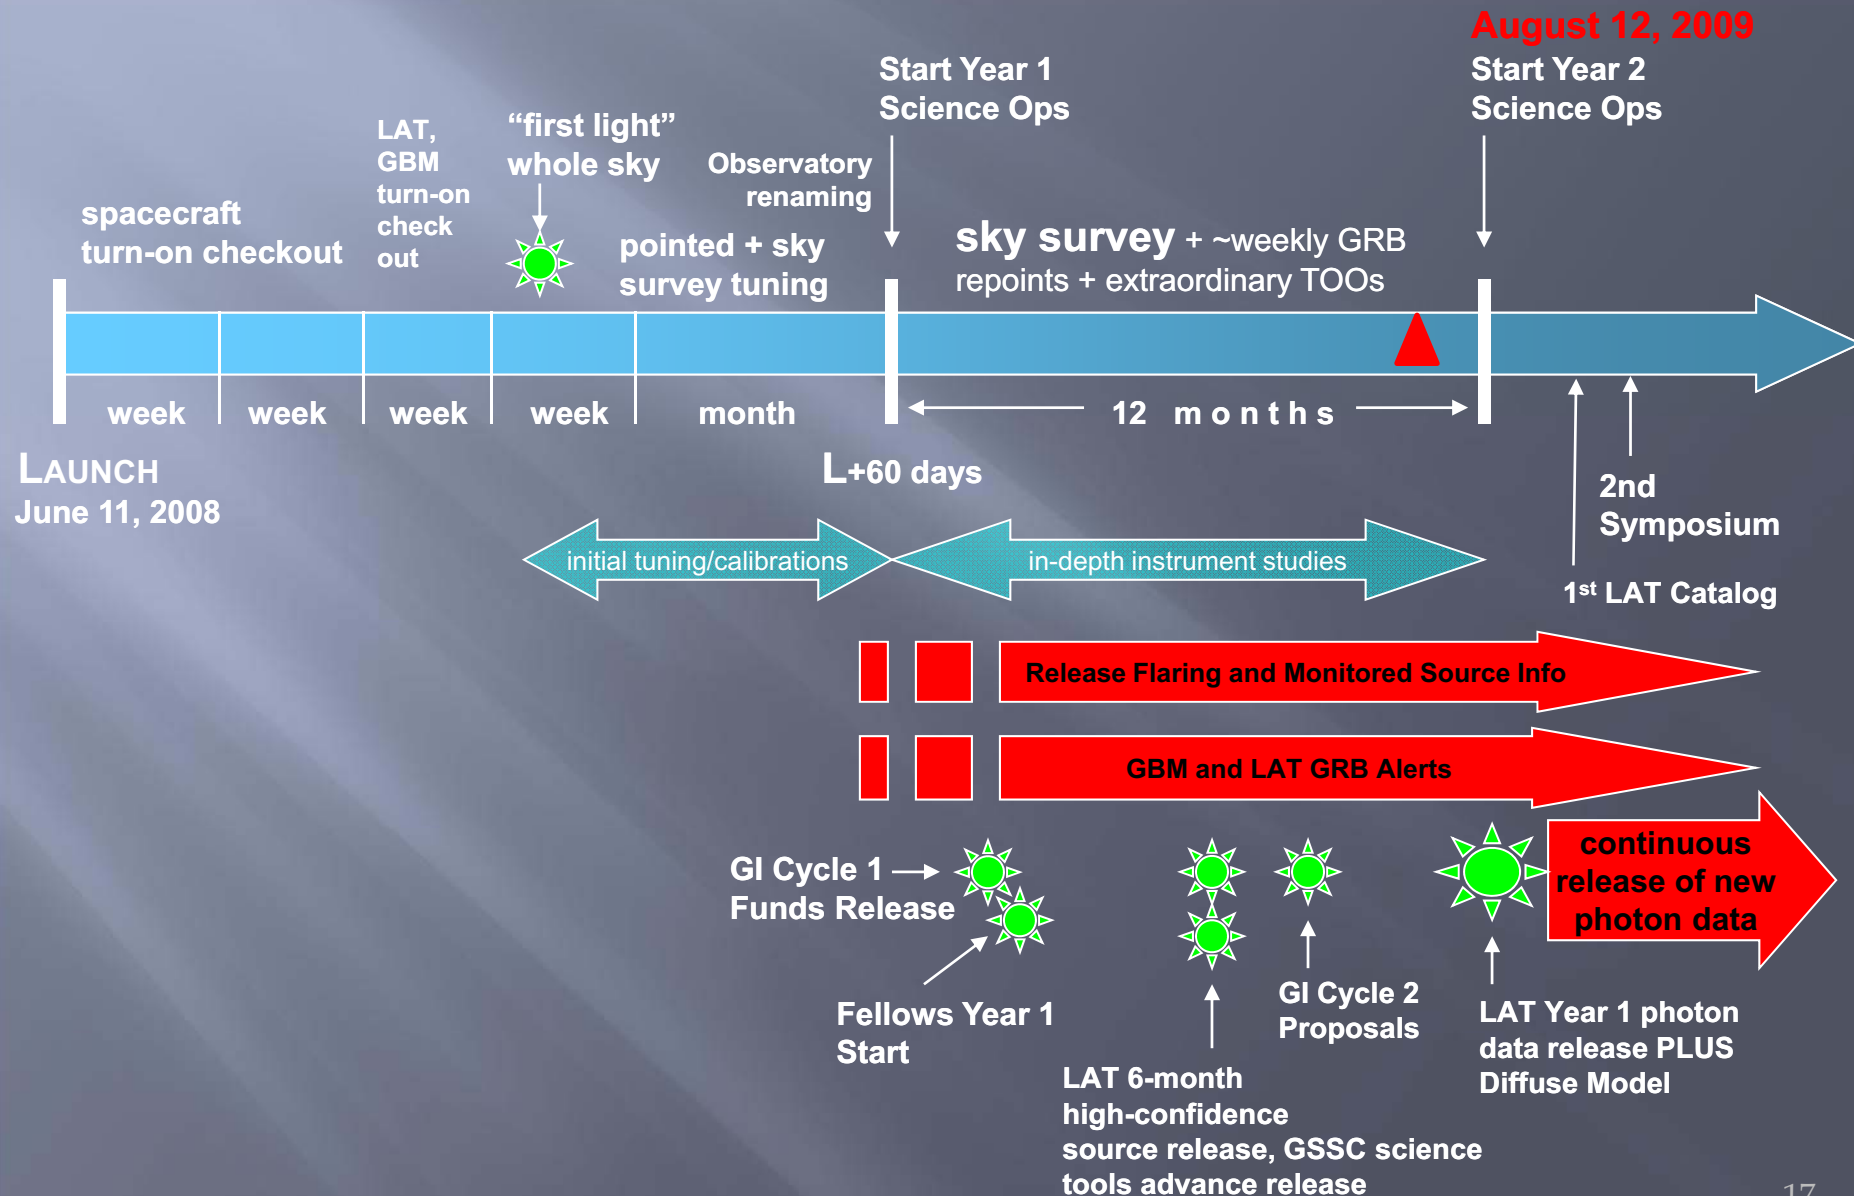 August 12, 2009
Start Year 1
Science Ops
Start Year 2
Science Ops
LAT,
GBM
turn-on
check
out
“first light”
whole sky
Observatory
renaming
spacecraft
turn-on checkout
pointed + sky
survey tuning
sky survey + ~weekly GRB
repoints + extraordinary TOOs
week
week
week
week
month
12 months
LAUNCH
June 11, 2008
L+60 days
2nd
Symposium
1st LAT Catalog
initial tuning/calibrations
in-depth instrument studies
Release Flaring and Monitored Source Info
GBM and LAT GRB Alerts
continuous
release of new
photon data
GI Cycle 1
Funds Release
Fellows Year 1
Start
GI Cycle 2
Proposals
LAT Year 1 photon
data release PLUS
Diffuse Model
LAT 6-month
high-confidence
source release, GSSC science
tools advance release
17